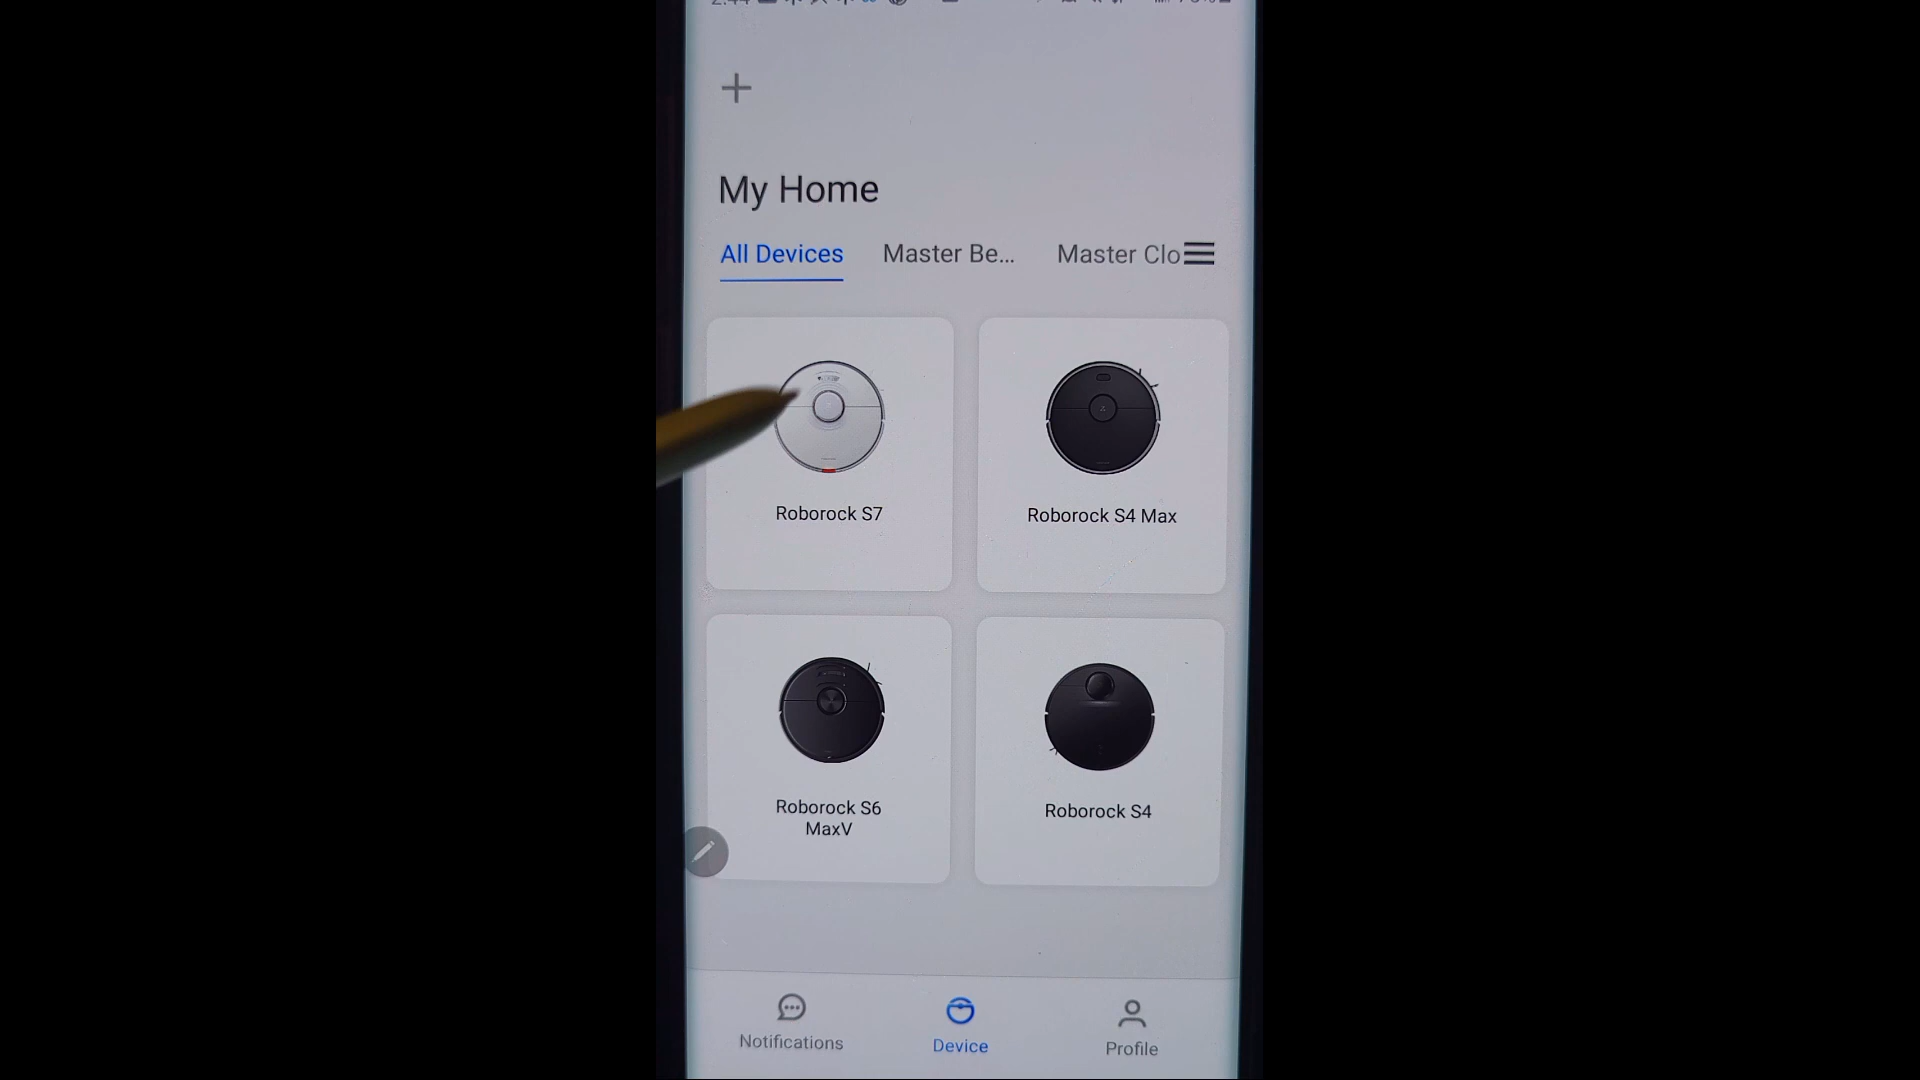 My Home
All Devices Master Be... Master Clo
Roborock S7 Roborock S4 Max
Roborock S6
MaxV
Roborock S4
Notifications Device Profile